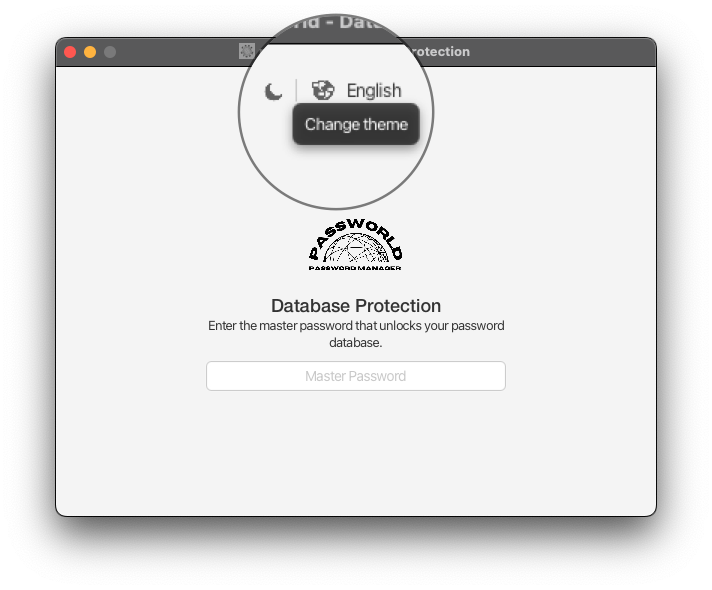 rld - Data
rotection
English
Change theme
PASSWORLD
PASSWORD MANAGER
Database Protection
Enter the master password that unlocks your password
database.
Master Password